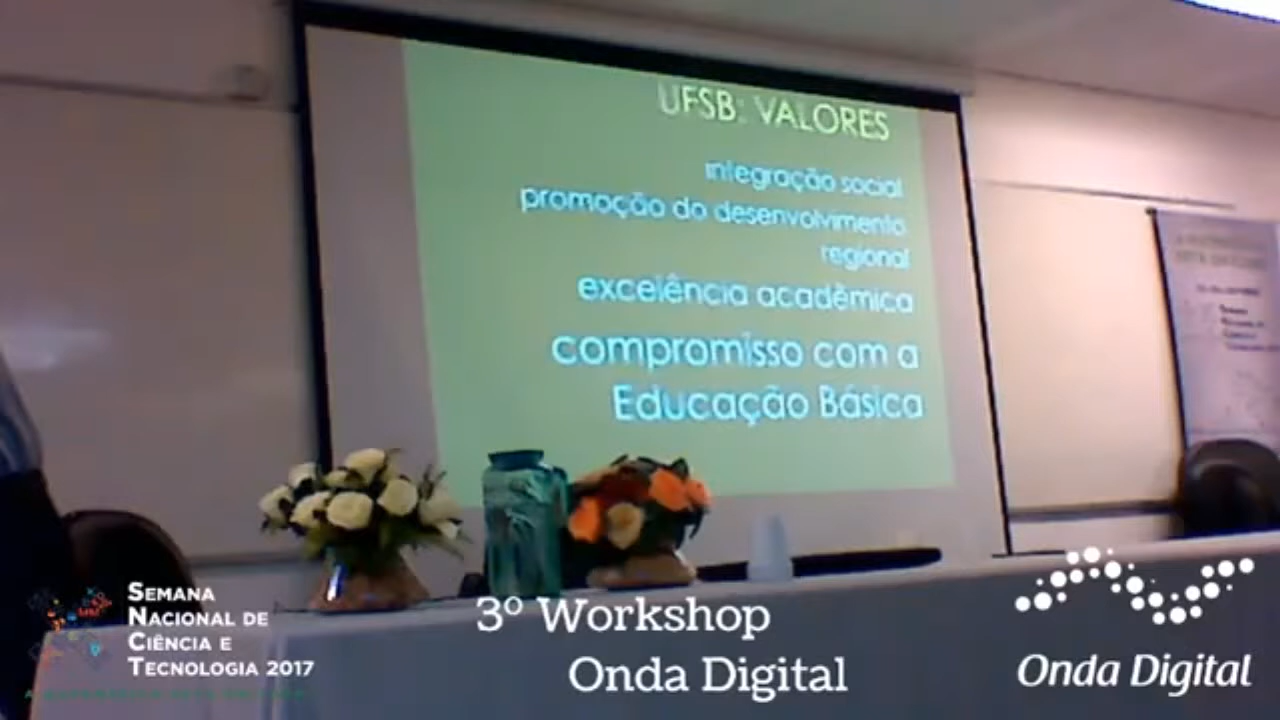 UFSB: VALORES
integração social
promoção do desenvolvimento
regional
excelência acadêmica
compromisso com a
Educação Básica
SEMANA
NACIONAL DE
CIÊNCIA E
TECNOLOGIA 2017
3º Workshop
Onda Digital
Onda Digital